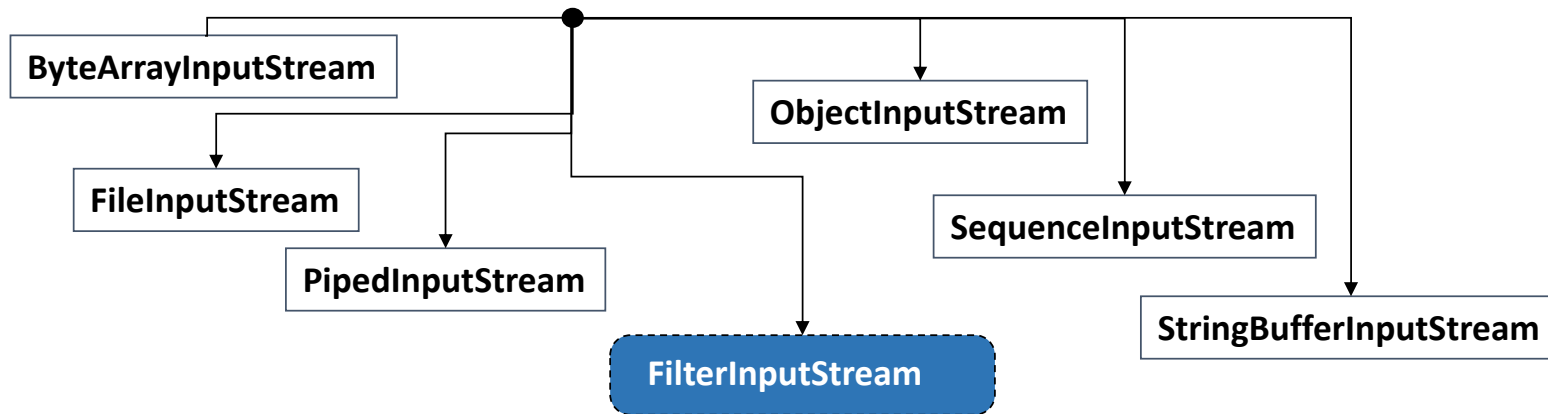 ByteArrayInputStream
ObjectInputStream
FileInputStream
SequenceInputStream
PipedInputStream
StringBufferInputStream
FilterInputStream